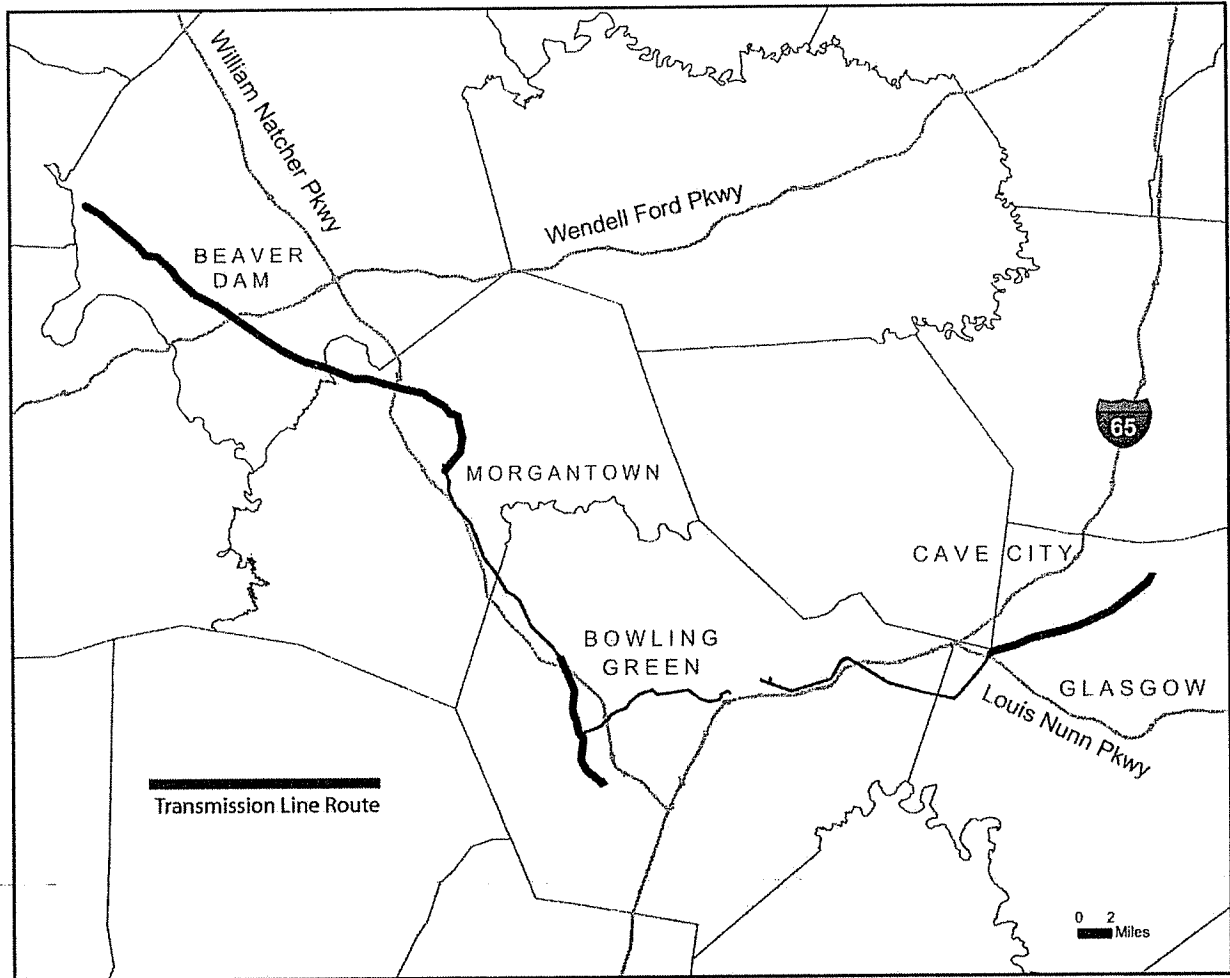 William Natcher Pkwy
Wendell Ford Pkwy
BEAVER
DAM
65
MORGANTOWN
CAVE CITY
BOWLING
GREEN
GLASGOW
Louis Nunn Pkwy
Transmission Line Route
0 2
Miles